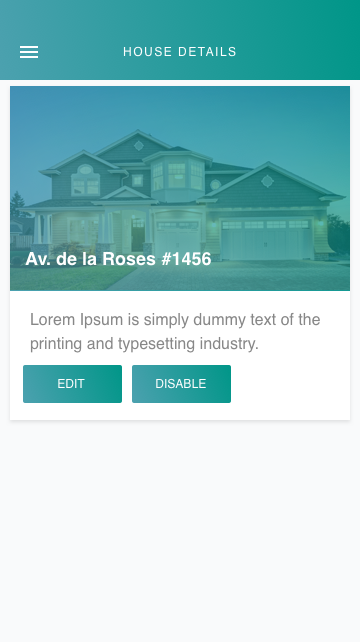 HOUSE DETAILS
Av. de la Roses #1456
Lorem Ipsum is simply dummy text of the
printing and typesetting industry.
EDIT
DISABLE